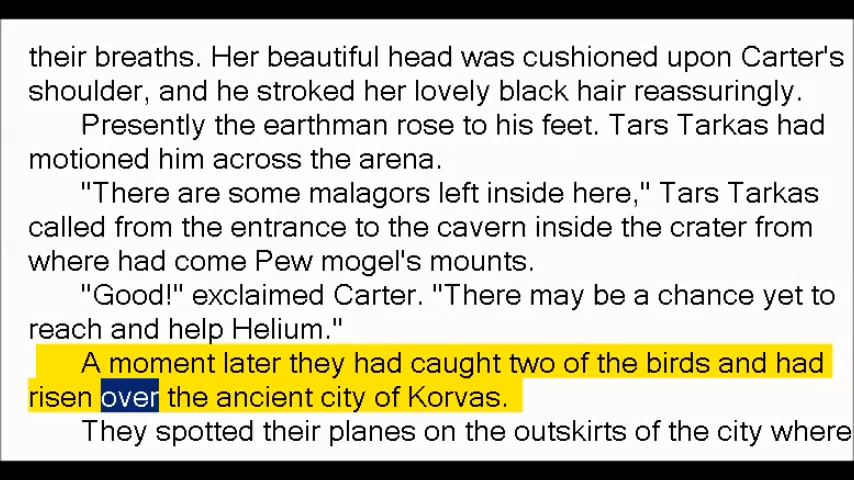 their breaths. Her beautiful head was cushioned upon Carter's
shoulder, and he stroked her lovely black hair reassuringly.
Presently the earthman rose to his feet. Tars Tarkas had
motioned him across the arena.
"There are some malagors left inside here," Tars Tarkas
called from the entrance to the cavern inside the crater from
where had come Pew mogel's mounts.
"Good!" exclaimed Carter. "There may be a chance yet to
reach and help Helium."
A moment later they had caught two of the birds and had
risen over the ancient city of Korvas.
They spotted their planes on the outskirts of the city where